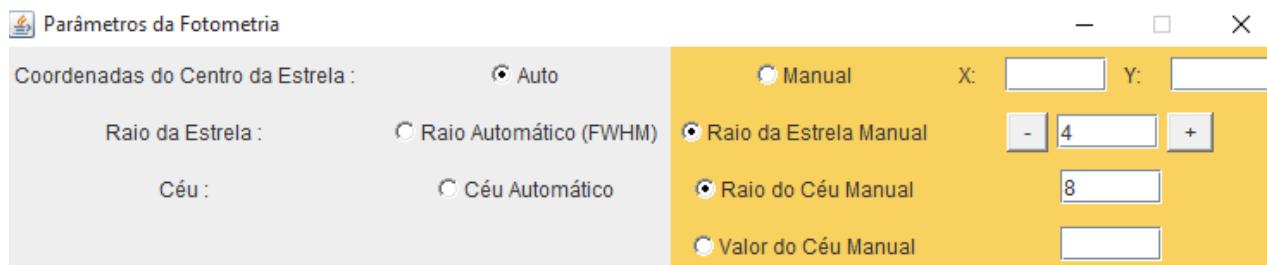 Parâmetros da Fotometria
Coordenadas do Centro da Estrela : Auto Manual X: Y:
Raio da Estrela : Raio Automático (FWHM) Raio da Estrela Manual - 4 +
Céu : Céu Automático Raio do Céu Manual 8
Valor do Céu Manual